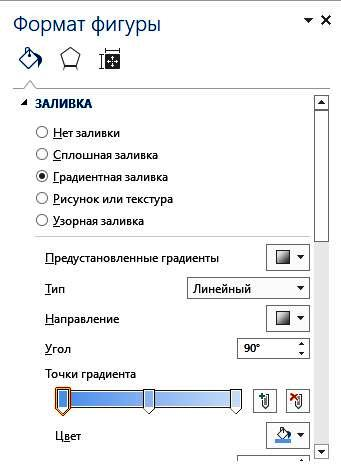 Формат фигуры
ЗАЛИВКА
Нет заливки
Сплошная заливка
Градиентная заливка
Рисунок или текстура
Узорная заливка
Предустановленные градиенты
Тип Линейный
Направление
Угол 90°
Точки градиента
Цвет